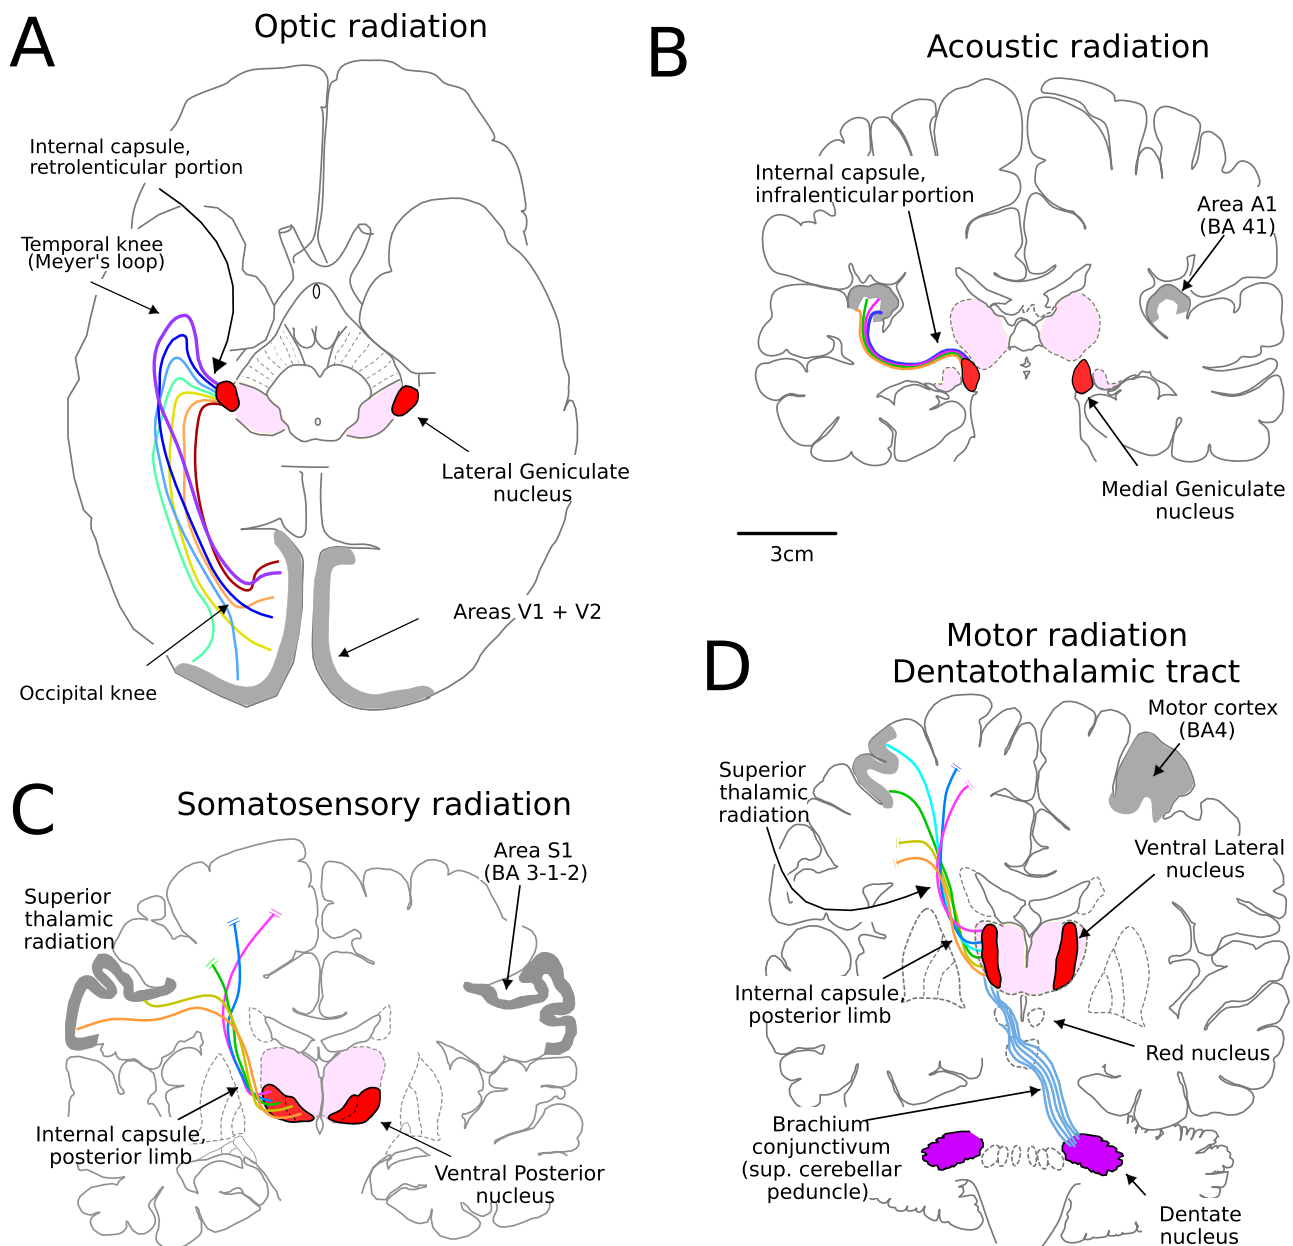 A
Optic radiation
Internal capsule,
retrolenticular portion
Temporal knee
(Meyer's loop)
Lateral Geniculate
nucleus
Areas V1 + V2
Occipital knee
B
Acoustic radiation
Internal capsule,
infralenticular portion
Area A1
(BA 41)
Medial Geniculate
nucleus
3cm
C
Somatosensory radiation
Area S1
(BA 3-1-2)
Superior
thalamic
radiation
Internal capsule,
posterior limb
Ventral Posterior
nucleus
D
Motor radiation
Dentatothalamic tract
Motor cortex
(BA4)
Superior
thalamic
radiation
Ventral Lateral
nucleus
Internal capsule,
posterior limb
Red nucleus
Brachium
conjunctivum
(sup. cerebellar
peduncle)
Dentate
nucleus